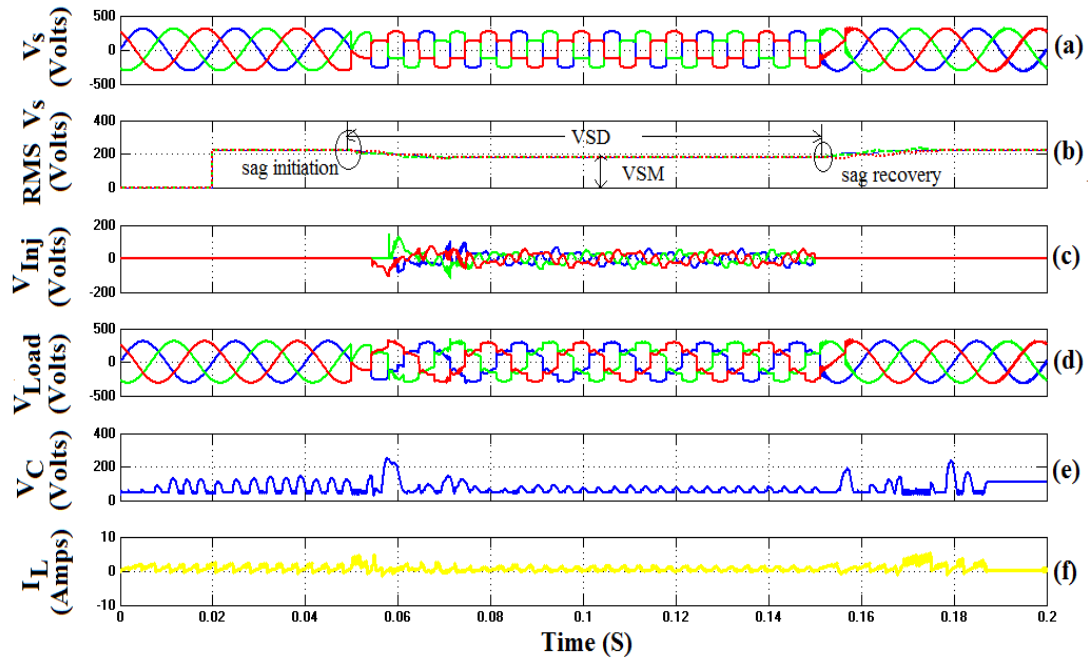 500
0
-500
Vs
(Volts)
(a)
400
200
0
RMS Vs
(Volts)
VSD
sag initiation
VSM
sag recovery
(b)
200
0
-200
VInj
(Volts)
(c)
500
0
-500
VLoad
(Volts)
(d)
400
200
0
VC
(Volts)
(e)
10
0
-10
IL
(Amps)
(f)
0 0.02 0.04 0.06 0.08 0.1 0.12 0.14 0.16 0.18 0.2
Time (S)